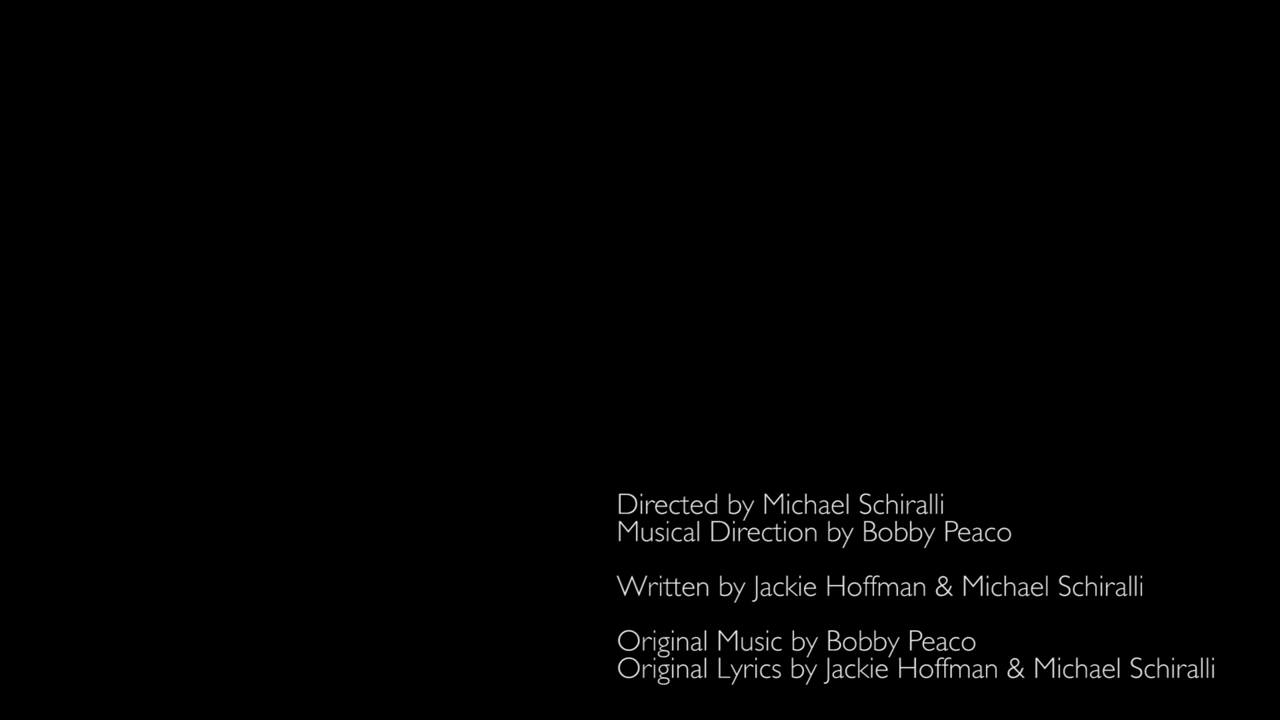 Directed by Michael Schiralli
Musical Direction by Bobby Peaco
Written by Jackie Hoffman & Michael Schiralli
Original Music by Bobby Peaco
Original Lyrics by Jackie Hoffman & Michael Schiralli